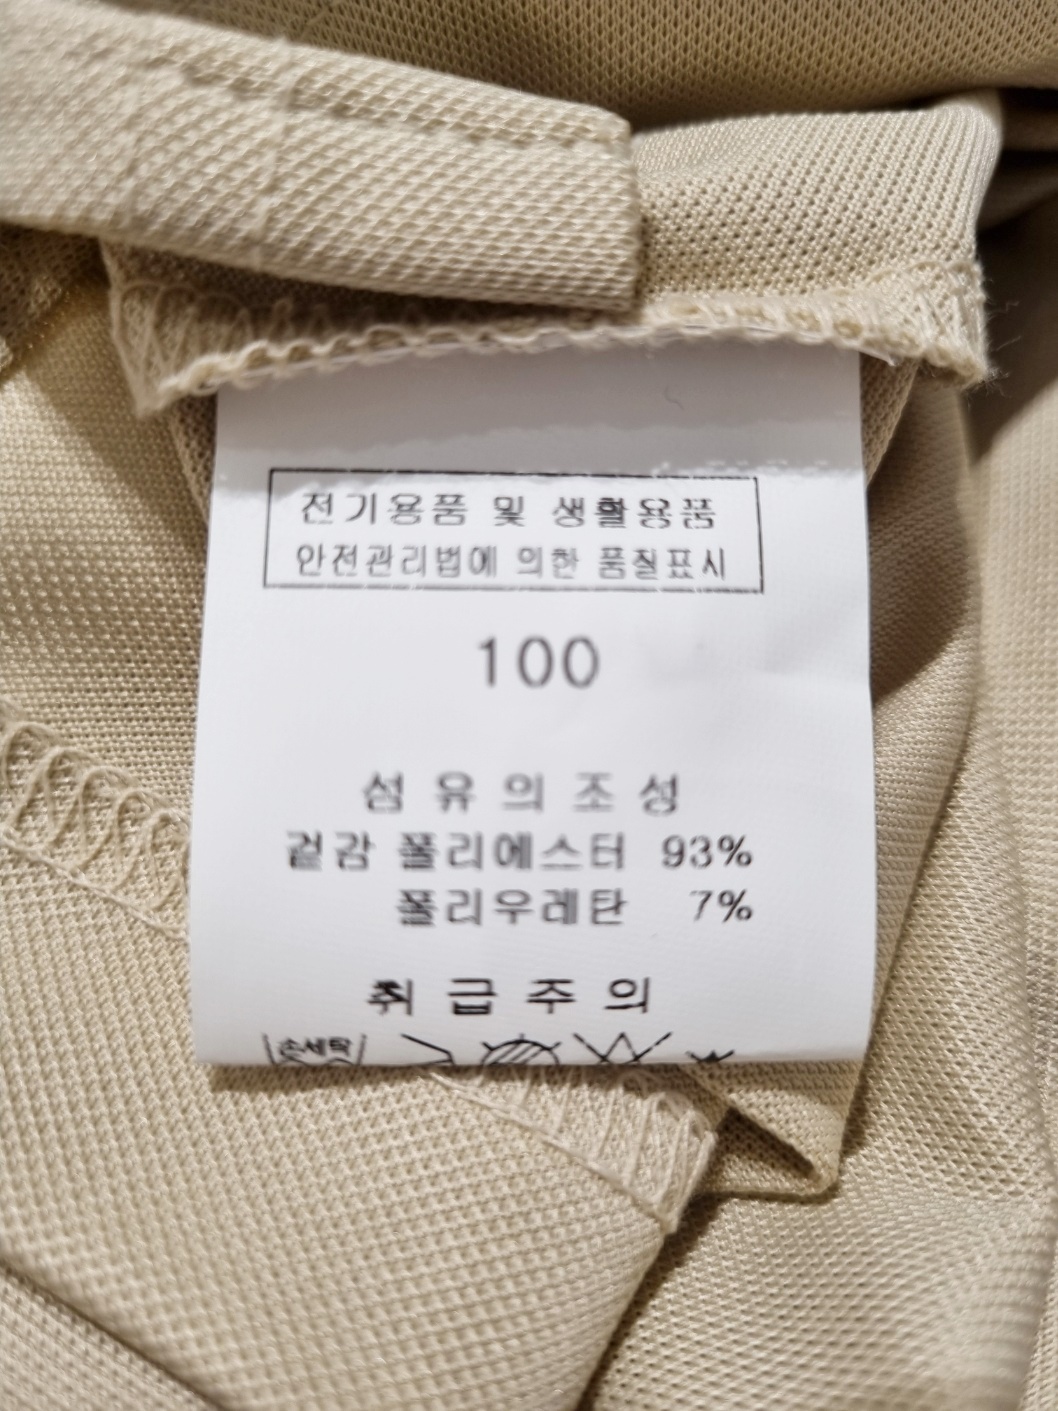 전기용품 및 생활용품
안전관리법에 의한 품질표시
100
섬유의조성
겉감 폴리에스터 93%
폴리우레탄 7%
취급주의
손세탁